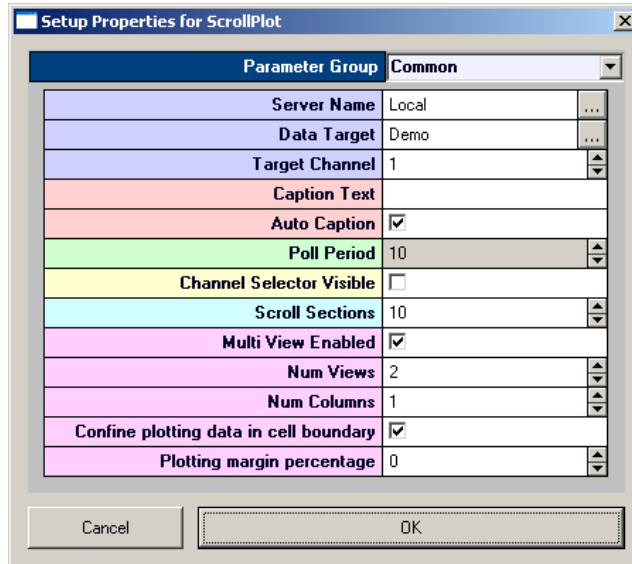 Setup Properties for ScrollPlot
Parameter Group Common
Server Name Local ...
Data Target Demo ...
Target Channel 1
Caption Text
Auto Caption
Poll Period 10
Channel Selector Visible
Scroll Sections 10
Multi View Enabled
Num Views 2
Num Columns 1
Confine plotting data in cell boundary
Plotting margin percentage 0
Cancel OK